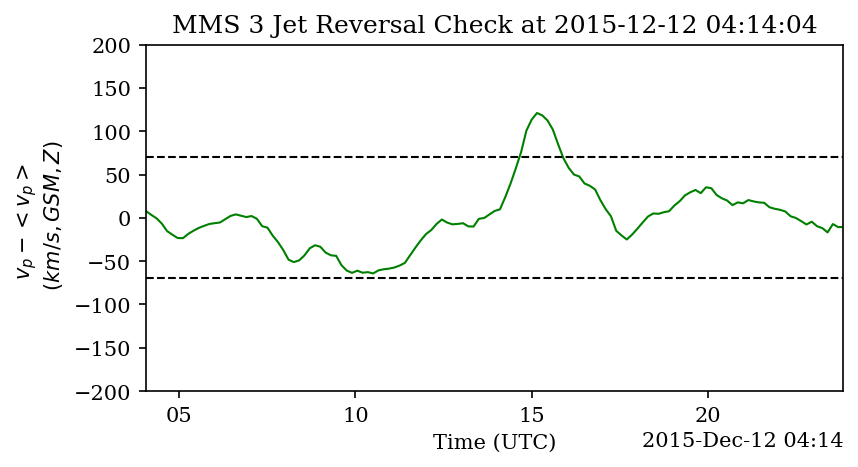 MMS 3 Jet Reversal Check at 2015-12-12 04:14:04
200
150
100
50
0
−50
−100
−150
−200
v_p − < v_p >
(km/s, GSM, Z)
05 10 15 20
Time (UTC)
2015-Dec-12 04:14